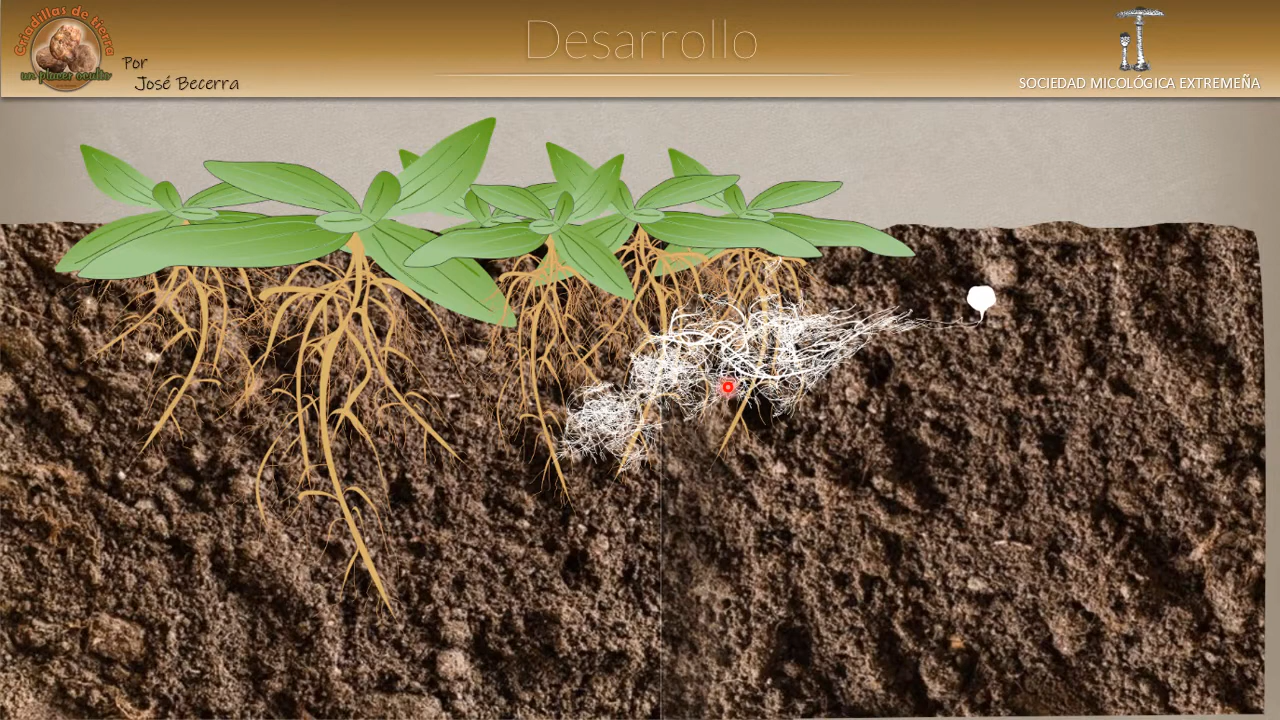 Criadillas de tierra
un placer oculto
Por
José Becerra
Desarrollo
SOCIEDAD MICOLÓGICA EXTREMEÑA